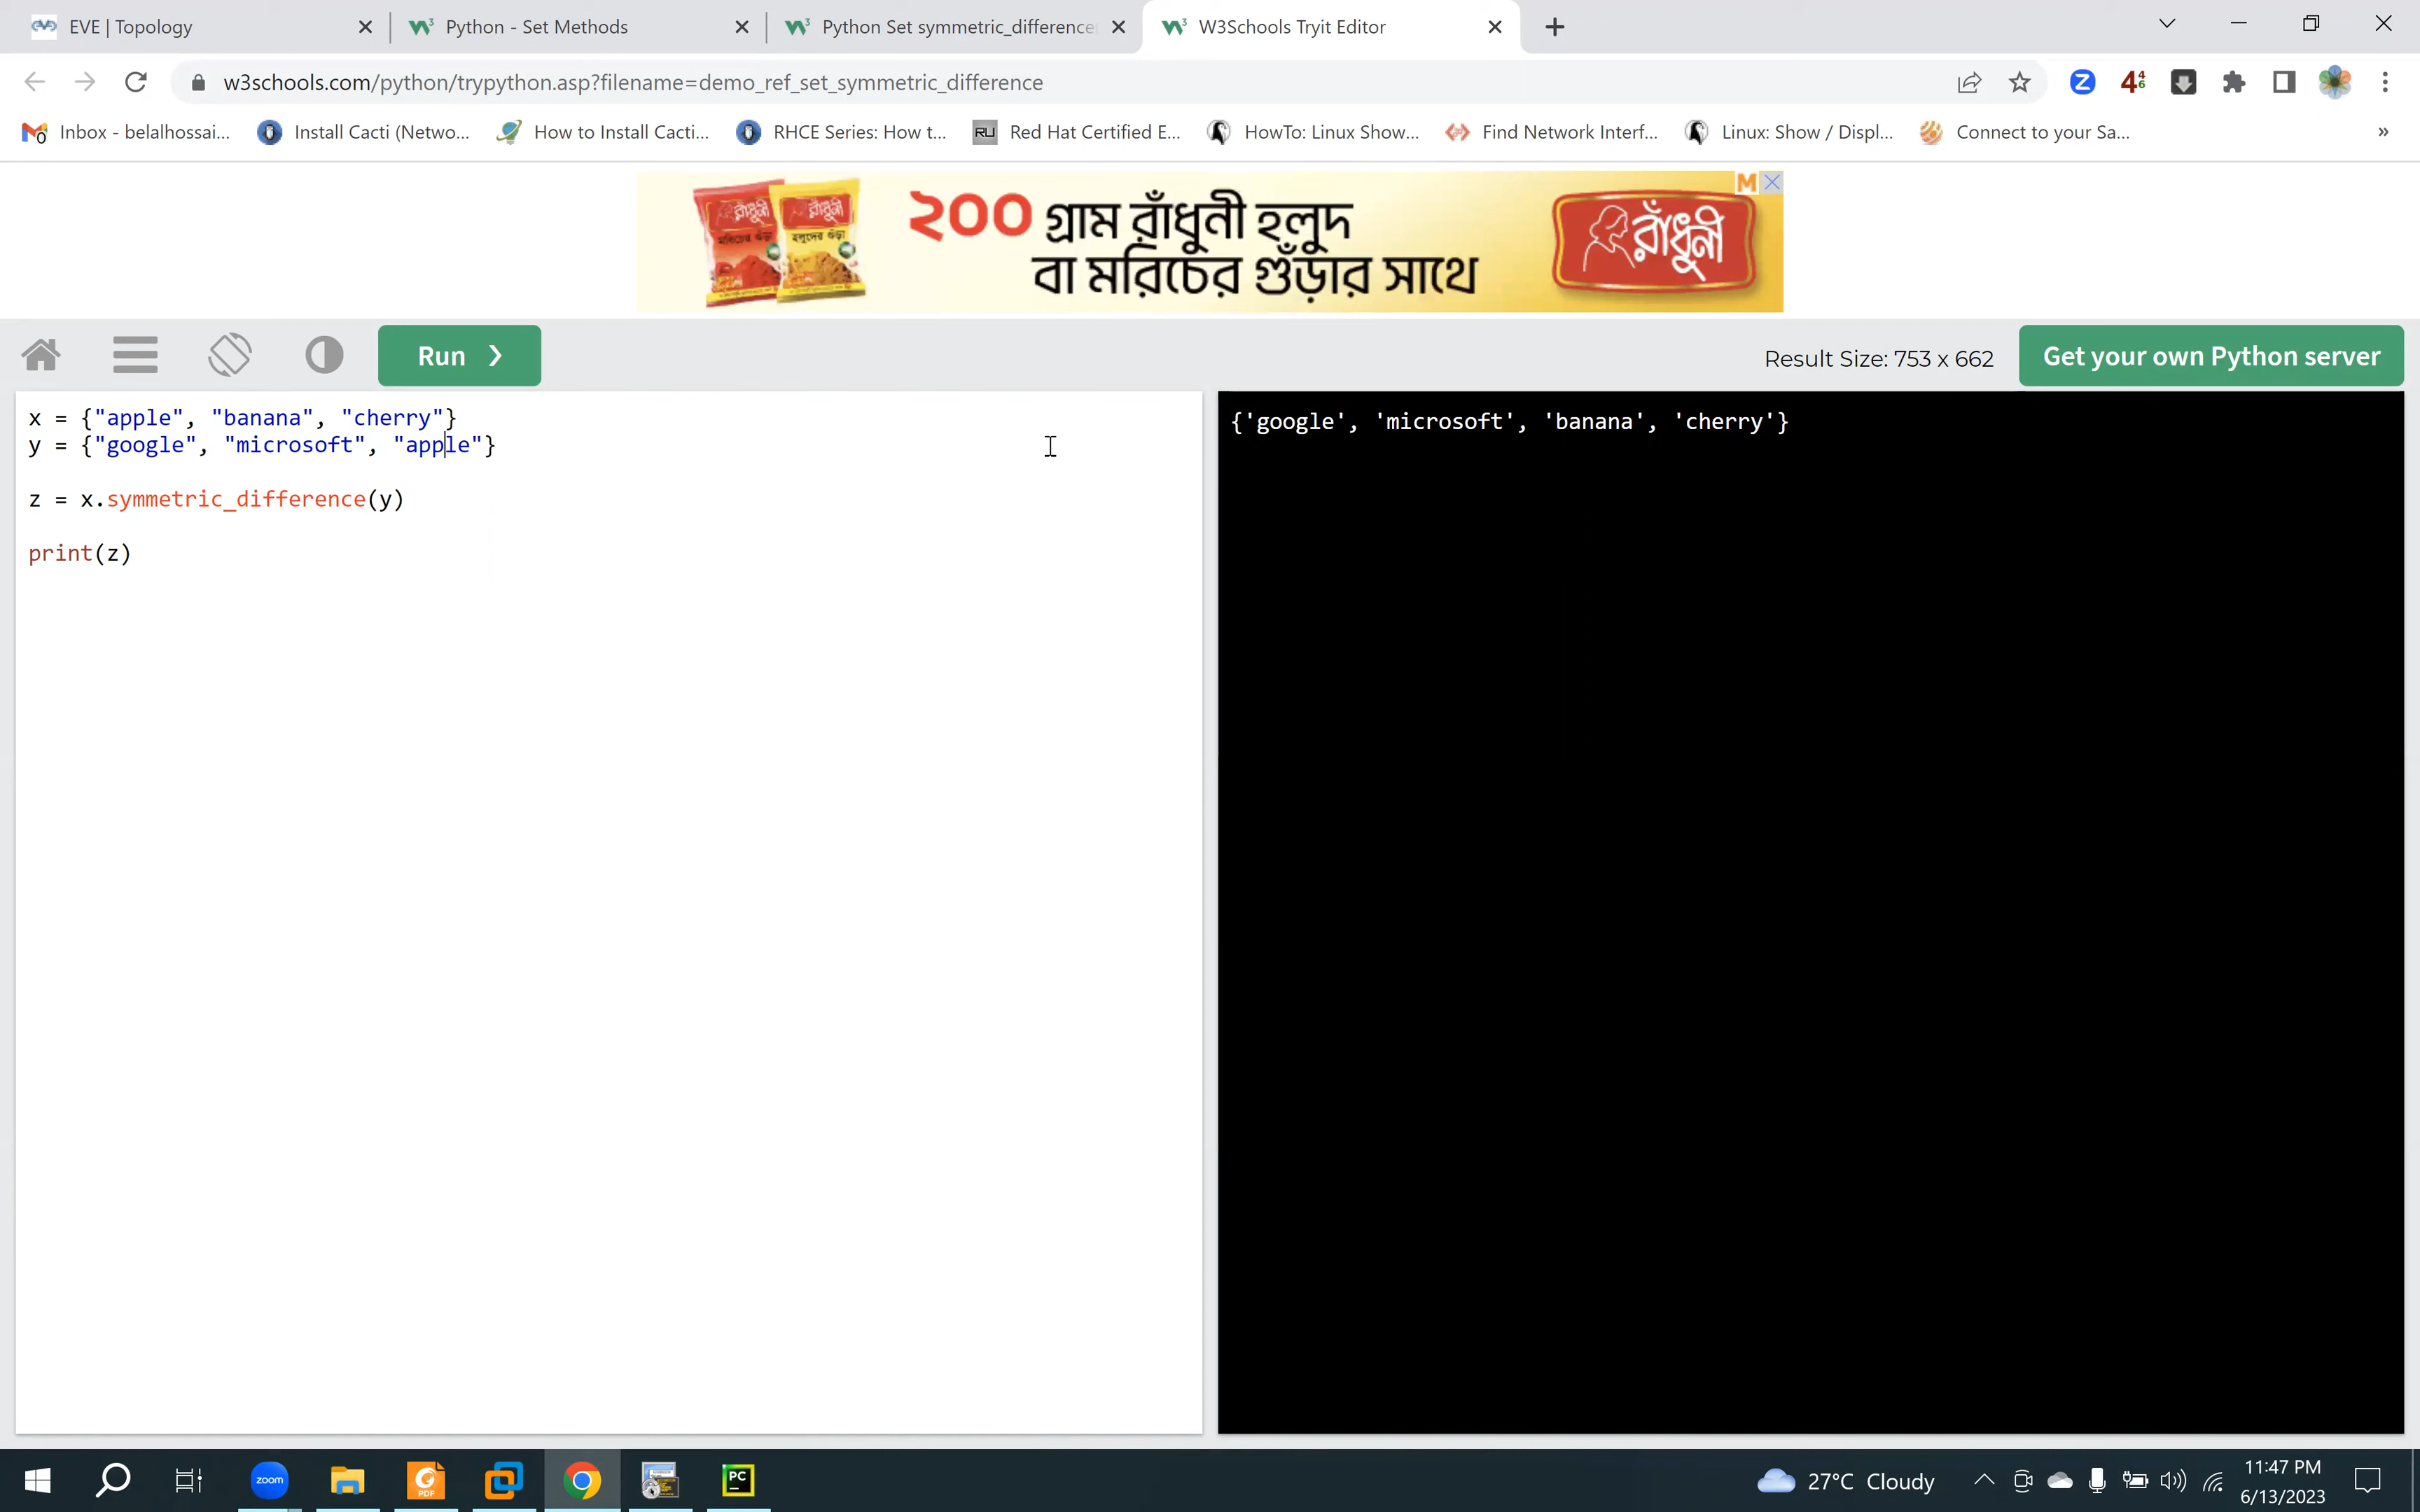 EVE | Topology
Python - Set Methods
Python Set symmetric_difference
W3Schools Tryit Editor
w3schools.com/python/trypython.asp?filename=demo_ref_set_symmetric_difference
Inbox - belalhossai...
Install Cacti (Netwo...
How to Install Cacti...
RHCE Series: How t...
Red Hat Certified E...
HowTo: Linux Show...
Find Network Interf...
Linux: Show / Displ...
Connect to your Sa...
»
২০০ গ্রাম রাঁধুনী হলুদ
বা মরিচের গুঁড়ার সাথে
রাঁধুনী
Run ❯
Result Size: 753 x 662
Get your own Python server
x = {"apple", "banana", "cherry"}
y = {"google", "microsoft", "apple"}
z = x.symmetric_difference(y)
print(z)
{'google', 'microsoft', 'banana', 'cherry'}
zoom
PDF
PC
27°C Cloudy
11:47 PM
6/13/2023